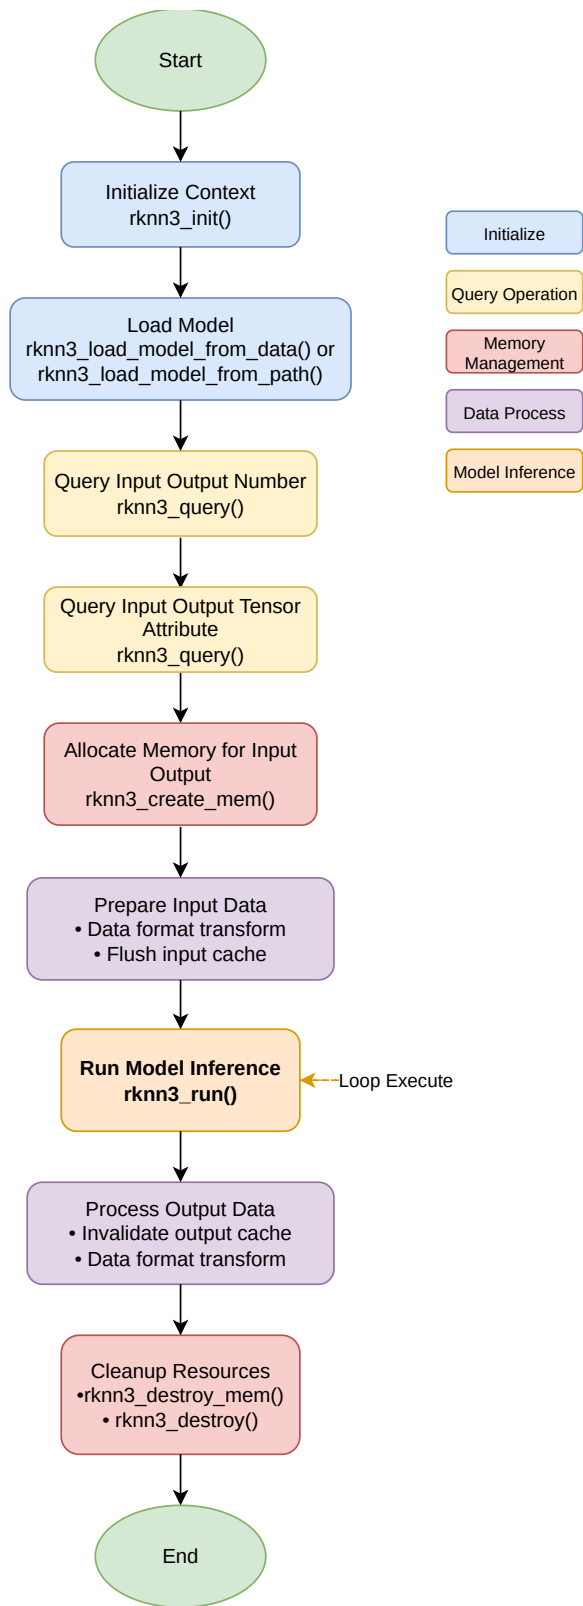 Start
Initialize Context
rknn3_init()
Load Model
rknn3_load_model_from_data() or
rknn3_load_model_from_path()
Query Input Output Number
rknn3_query()
Query Input Output Tensor
Attribute
rknn3_query()
Allocate Memory for Input
Output
rknn3_create_mem()
Prepare Input Data
• Data format transform
• Flush input cache
Run Model Inference
rknn3_run()
Loop Execute
Process Output Data
• Invalidate output cache
• Data format transform
Cleanup Resources
•rknn3_destroy_mem()
• rknn3_destroy()
End
Initialize
Query Operation
Memory
Management
Data Process
Model Inference